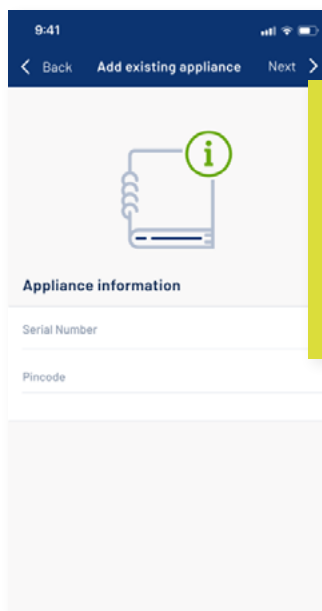 9:41
Back Add existing appliance Next
i
Appliance information
Serial Number
Pincode